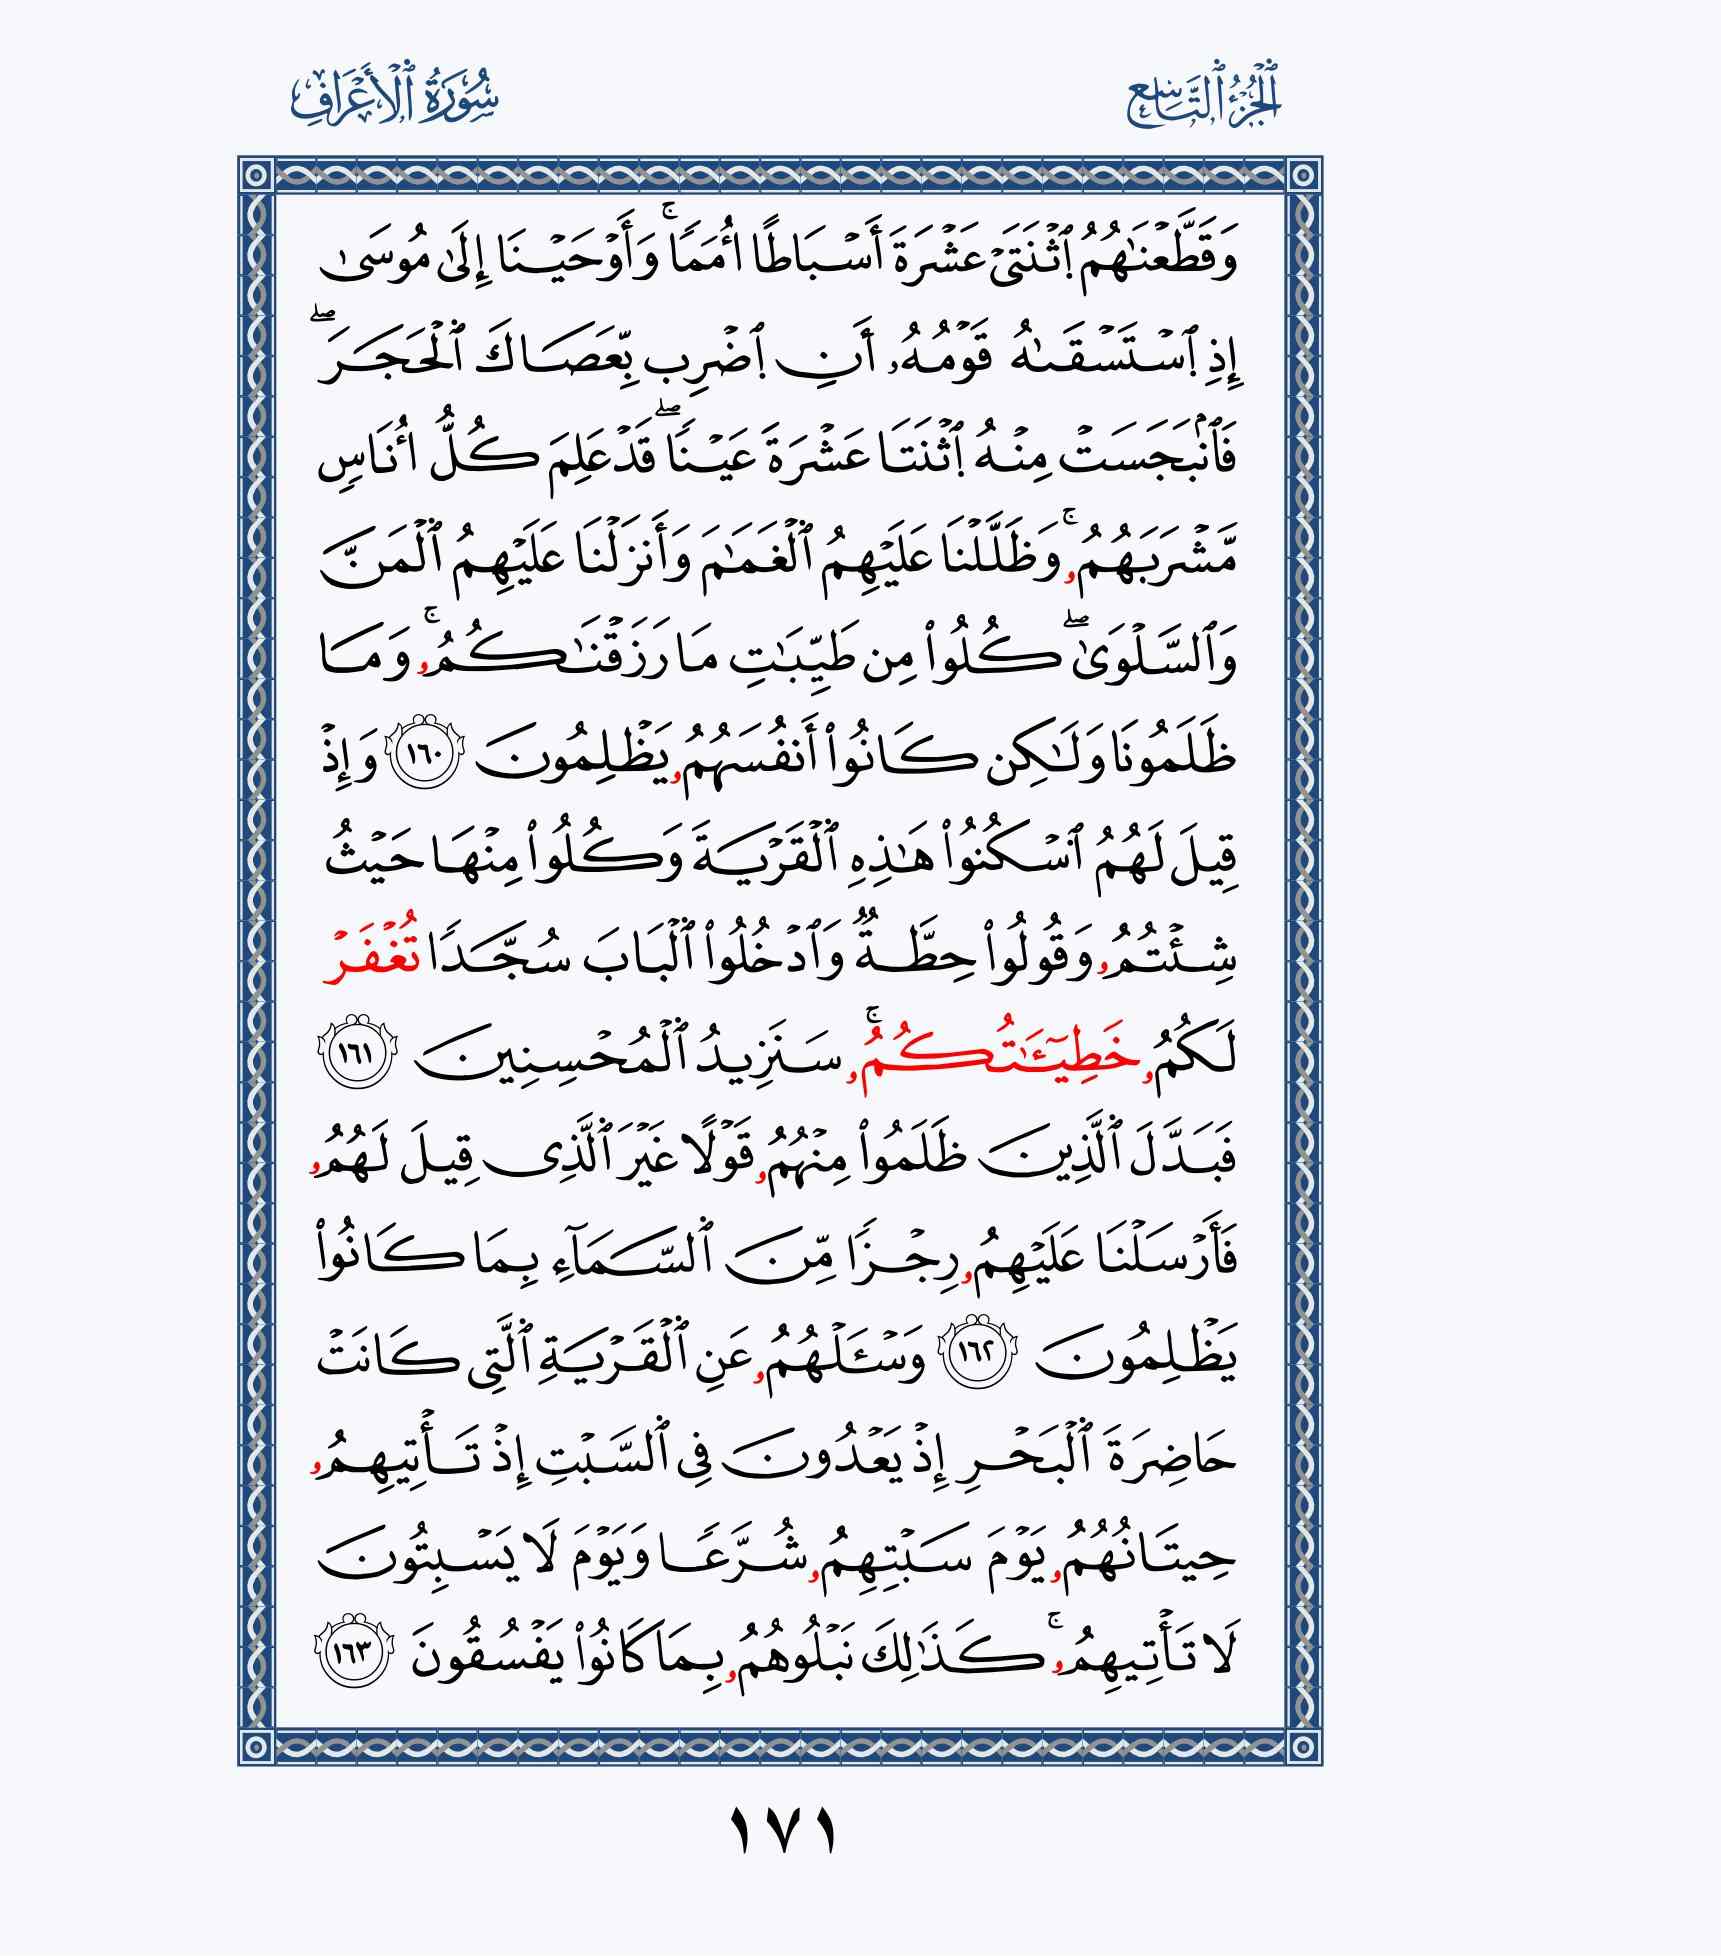 الجُزْءُ ٱلتَّاسِع
سُورَةُ ٱلْأَعْرَافِ
وَقَطَّعْنَٰهُمُ ٱثْنَتَىْ عَشْرَةَ أَسْبَاطًا أُمَمًا ۚ وَأَوْحَيْنَا إِلَىٰ مُوسَىٰ
إِذِ ٱسْتَسْقَىٰهُ قَوْمُهُۥ أَنِ ٱضْرِب بِّعَصَاكَ ٱلْحَجَرَ ۖ
فَٱنۢبَجَسَتْ مِنْهُ ٱثْنَتَا عَشْرَةَ عَيْنًا ۖ قَدْ عَلِمَ كُلُّ أُنَاسٍ
مَّشْرَبَهُمُۥ ۚ وَظَلَّلْنَا عَلَيْهِمُ ٱلْغَمَٰمَ وَأَنزَلْنَا عَلَيْهِمُ ٱلْمَنَّ
وَٱلسَّلْوَىٰ ۖ كُلُوا۟ مِن طَيِّبَٰتِ مَا رَزَقْنَٰكُمُۥ ۚ وَمَا
ظَلَمُونَا وَلَٰكِن كَانُوا۟ أَنفُسَهُمُۥ يَظْلِمُونَ ١٦٠ وَإِذْ
قِيلَ لَهُمُ ٱسْكُنُوا۟ هَٰذِهِ ٱلْقَرْيَةَ وَكُلُوا۟ مِنْهَا حَيْثُ
شِئْتُمُۥ وَقُولُوا۟ حِطَّةٌ وَٱدْخُلُوا۟ ٱلْبَابَ سُجَّدًا تُغْفَرْ
لَكُمُۥ خَطِيٓـَٰٔتُكُمُۥ ۚ سَنَزِيدُ ٱلْمُحْسِنِينَ ١٦١
فَبَدَّلَ ٱلَّذِينَ ظَلَمُوا۟ مِنْهُمُۥ قَوْلًا غَيْرَ ٱلَّذِى قِيلَ لَهُمُۥ
فَأَرْسَلْنَا عَلَيْهِمُۥ رِجْزًا مِّنَ ٱلسَّمَآءِ بِمَا كَانُوا۟
يَظْلِمُونَ ١٦٢ وَسْـَٔلْهُمُۥ عَنِ ٱلْقَرْيَةِ ٱلَّتِى كَانَتْ
حَاضِرَةَ ٱلْبَحْرِ إِذْ يَعْدُونَ فِى ٱلسَّبْتِ إِذْ تَأْتِيهِمُۥ
حِيتَانُهُمُۥ يَوْمَ سَبْتِهِمُۥ شُرَّعًا وَيَوْمَ لَا يَسْبِتُونَ
لَا تَأْتِيهِمُۥ ۚ كَذَٰلِكَ نَبْلُوهُمُۥ بِمَا كَانُوا۟ يَفْسُقُونَ ١٦٣
١٧١